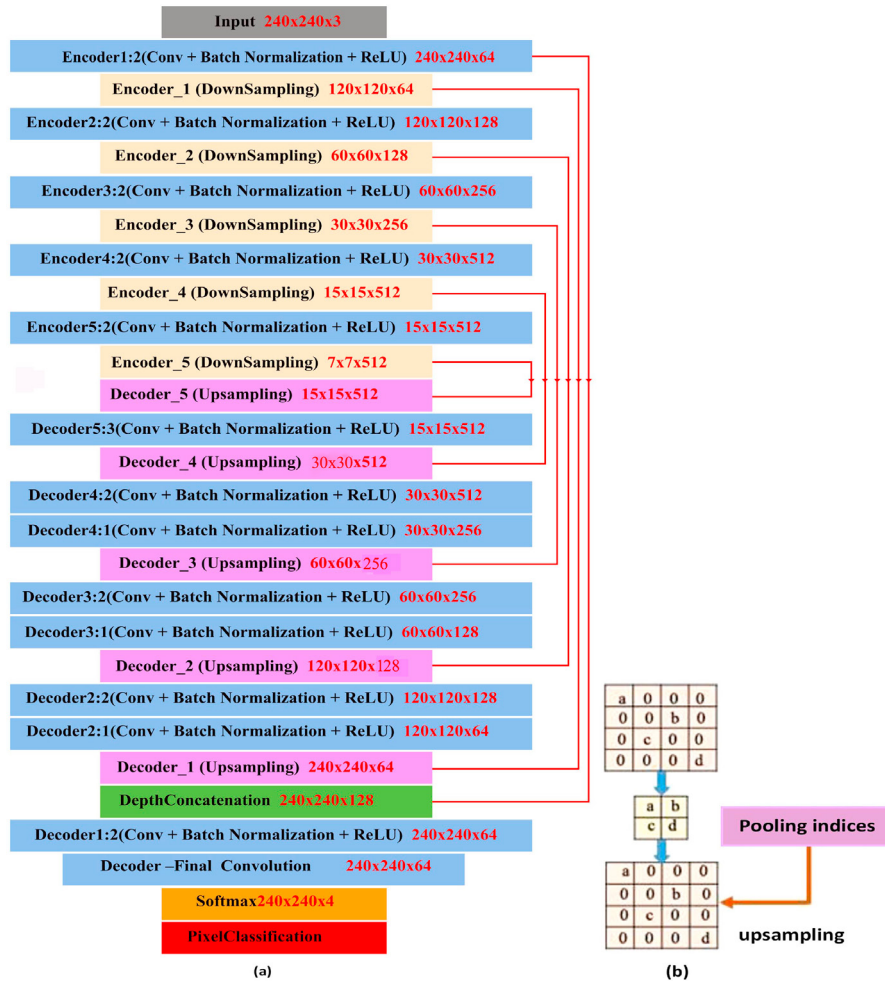 Input 240x240x3
Encoder1:2(Conv + Batch Normalization + ReLU) 240x240x64
Encoder_1 (DownSampling) 120x120x64
Encoder2:2(Conv + Batch Normalization + ReLU) 120x120x128
Encoder_2 (DownSampling) 60x60x128
Encoder3:2(Conv + Batch Normalization + ReLU) 60x60x256
Encoder_3 (DownSampling) 30x30x256
Encoder4:2(Conv + Batch Normalization + ReLU) 30x30x512
Encoder_4 (DownSampling) 15x15x512
Encoder5:2(Conv + Batch Normalization + ReLU) 15x15x512
Encoder_5 (DownSampling) 7x7x512
Decoder_5 (Upsampling) 15x15x512
Decoder5:3(Conv + Batch Normalization + ReLU) 15x15x512
Decoder_4 (Upsampling) 30x30x512
Decoder4:2(Conv + Batch Normalization + ReLU) 30x30x512
Decoder4:1(Conv + Batch Normalization + ReLU) 30x30x256
Decoder_3 (Upsampling) 60x60x256
Decoder3:2(Conv + Batch Normalization + ReLU) 60x60x256
Decoder3:1(Conv + Batch Normalization + ReLU) 60x60x128
Decoder_2 (Upsampling) 120x120x128
Decoder2:2(Conv + Batch Normalization + ReLU) 120x120x128
Decoder2:1(Conv + Batch Normalization + ReLU) 120x120x64
Decoder_1 (Upsampling) 240x240x64
DepthConcatenation 240x240x128
Decoder1:2(Conv + Batch Normalization + ReLU) 240x240x64
Decoder –Final Convolution 240x240x64
Softmax240x240x4
PixelClassification
(a)
a 0 0 0
0 0 b 0
0 c 0 0
0 0 0 d
a b
c d
Pooling indices
a 0 0 0
0 0 b 0
0 c 0 0
0 0 0 d
upsampling
(b)